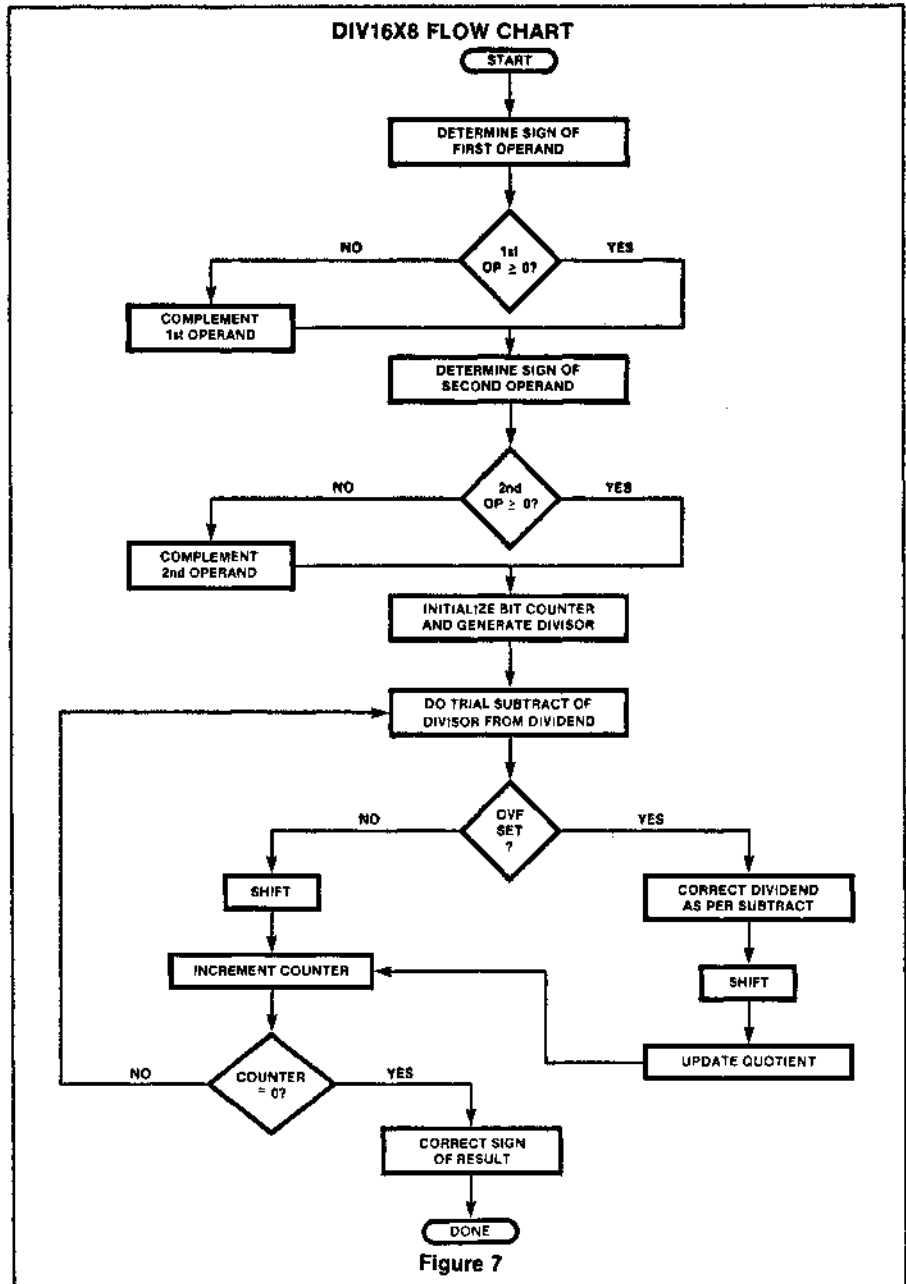 DIV16X8 FLOW CHART
START
DETERMINE SIGN OF
FIRST OPERAND
NO
1st
OP ≥ 0?
YES
COMPLEMENT
1st OPERAND
DETERMINE SIGN OF
SECOND OPERAND
NO
2nd
OP ≥ 0?
YES
COMPLEMENT
2nd OPERAND
INITIALIZE BIT COUNTER
AND GENERATE DIVISOR
DO TRIAL SUBTRACT OF
DIVISOR FROM DIVIDEND
NO
OVF
SET
?
YES
SHIFT
CORRECT DIVIDEND
AS PER SUBTRACT
INCREMENT COUNTER
SHIFT
NO
COUNTER
= 0?
YES
UPDATE QUOTIENT
CORRECT SIGN
OF RESULT
DONE
Figure 7